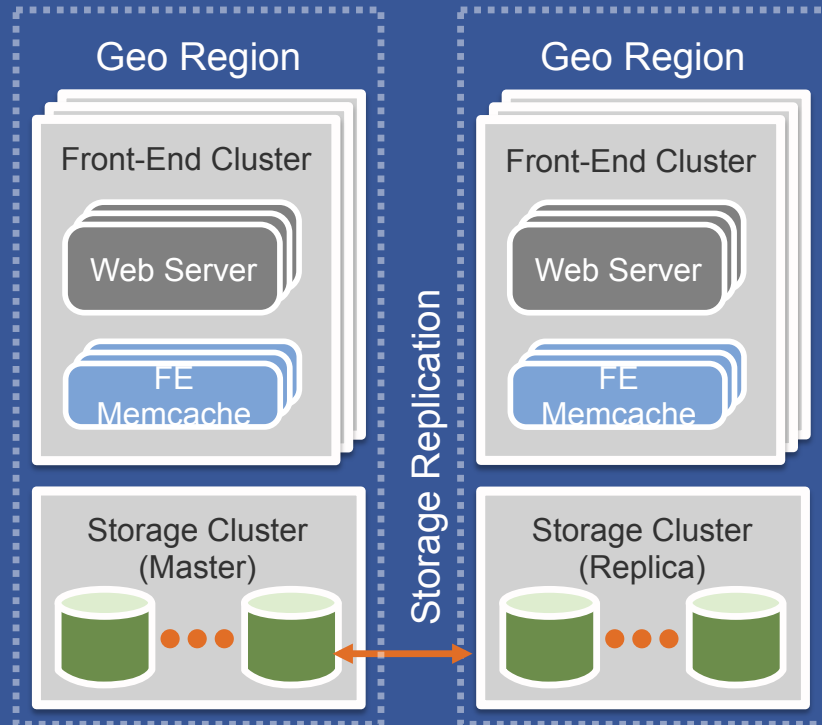 Geo Region
Front-End Cluster
Web Server
FE
Memcache
Storage Cluster
(Master)
Storage Replication
Geo Region
Front-End Cluster
Web Server
FE
Memcache
Storage Cluster
(Replica)